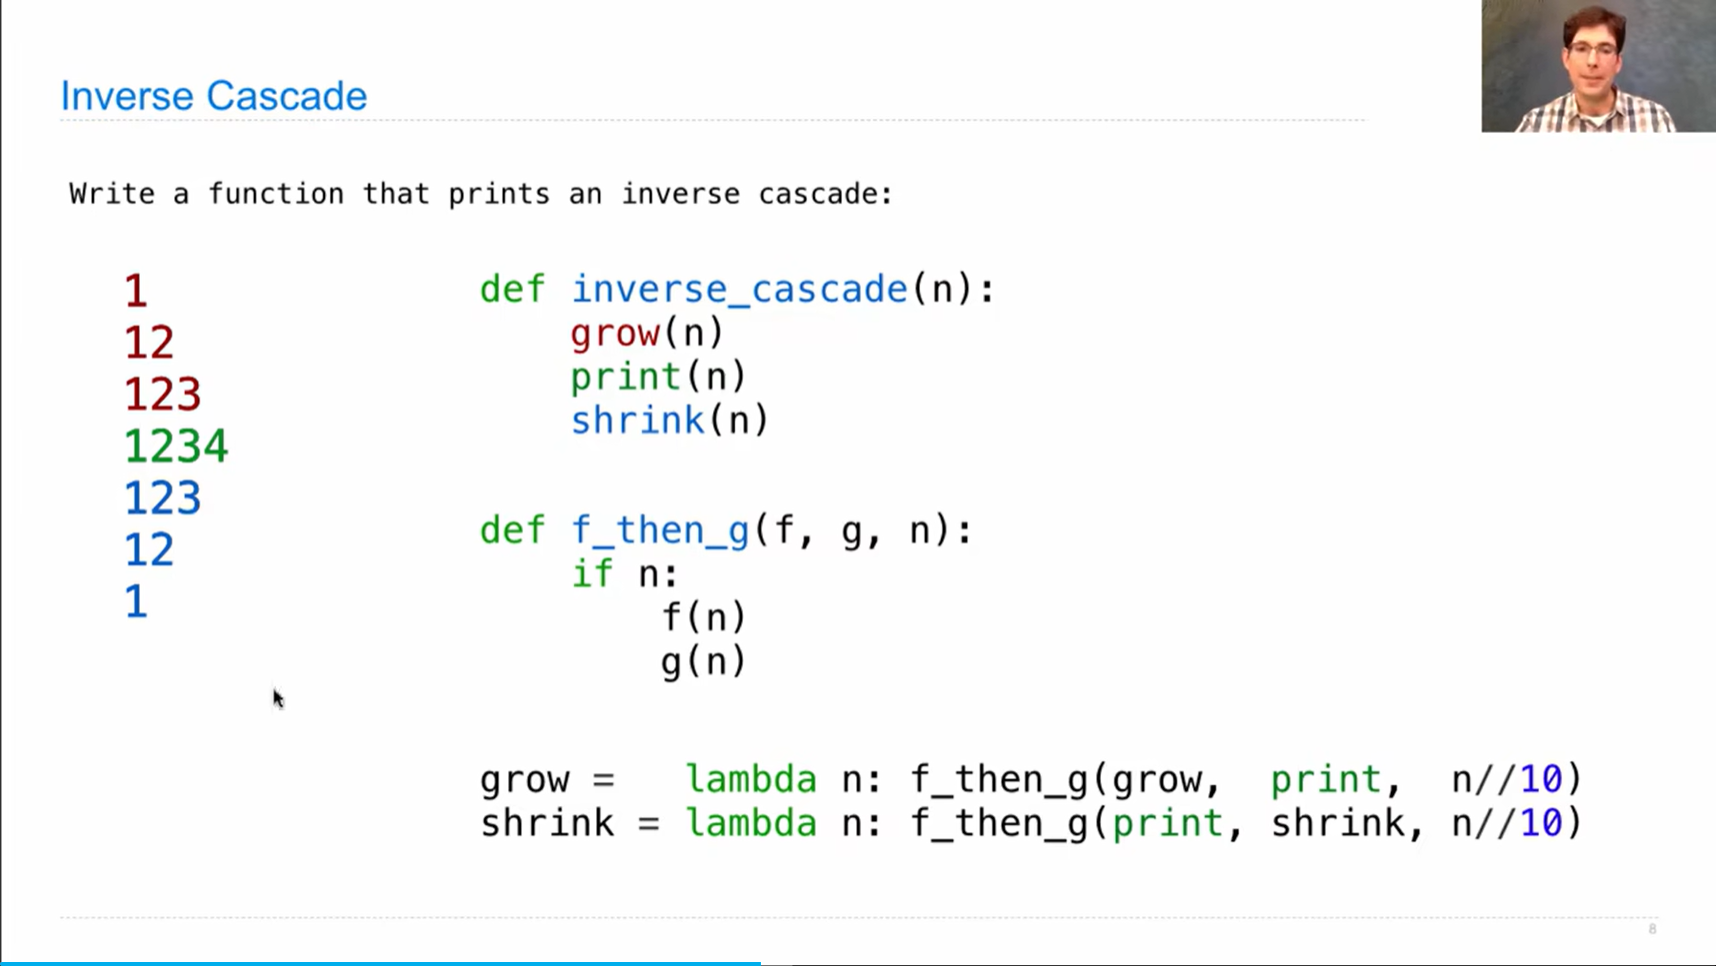 Inverse Cascade
Write a function that prints an inverse cascade:
1
12
123
1234
123
12
1
def inverse_cascade(n):
    grow(n)
    print(n)
    shrink(n)
def f_then_g(f, g, n):
    if n:
        f(n)
        g(n)
grow =   lambda n: f_then_g(grow,  print,  n//10)
shrink = lambda n: f_then_g(print, shrink, n//10)
8